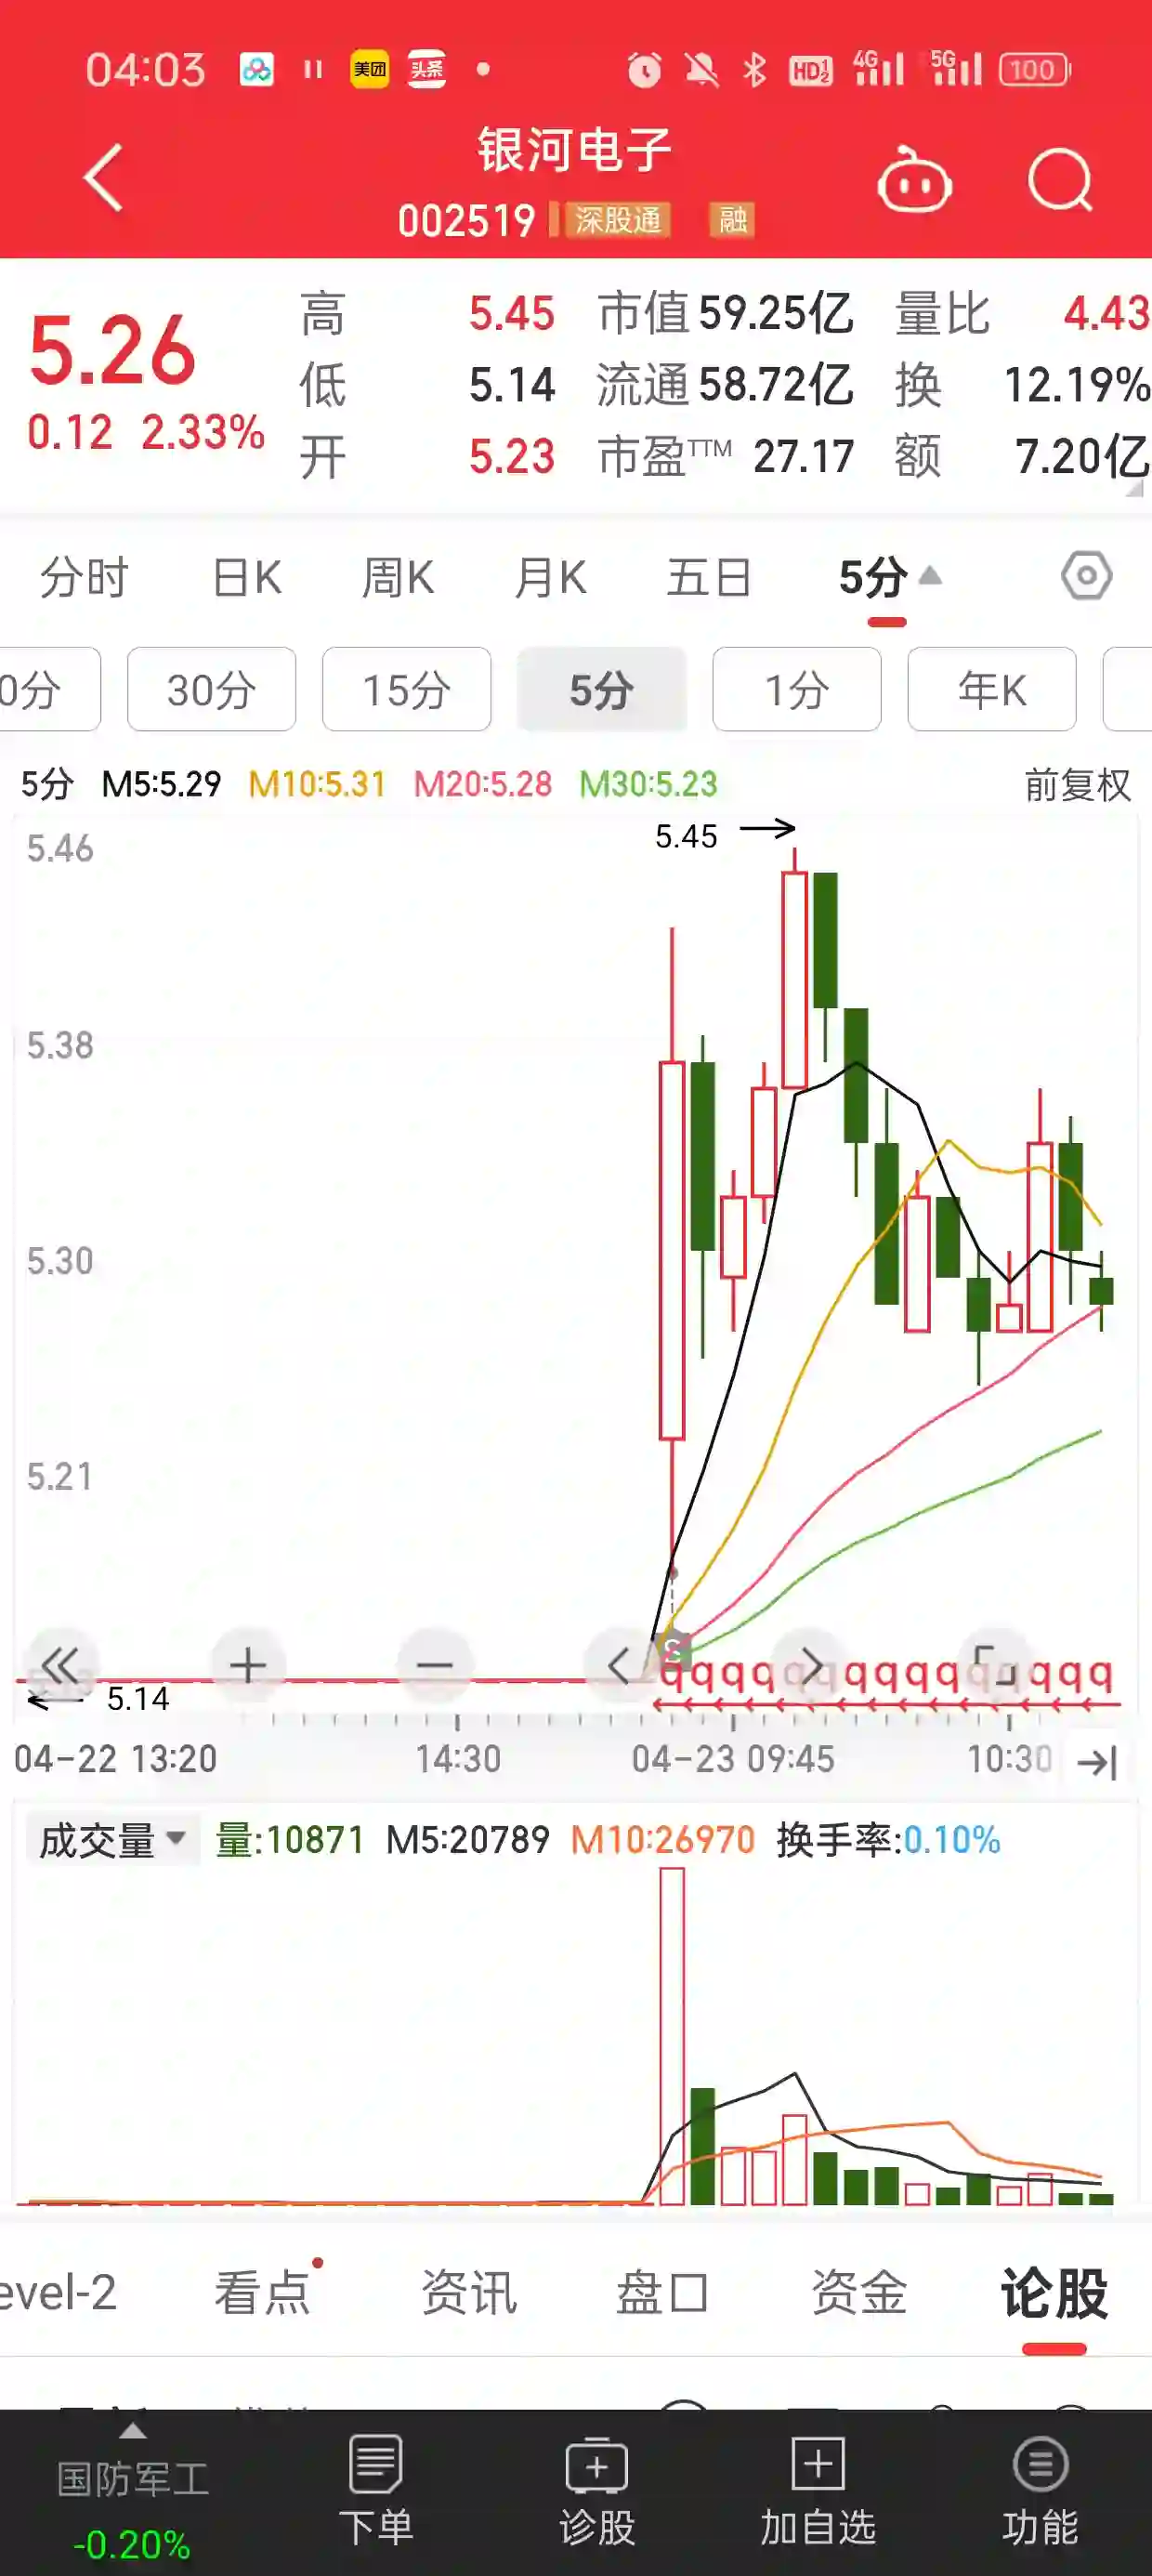 04:03 美团 头条 HD 1 2 4G 5G 100
银河电子
002519 深股通 融
5.26
0.12 2.33%
高 5.45 市值 59.25亿 量比 4.43
低 5.14 流通 58.72亿 换 12.19%
开 5.23 市盈TTM 27.17 额 7.20亿
分时 日K 周K 月K 五日 5分
0分 30分 15分 5分 1分 年K
5分 M5:5.29 M10:5.31 M20:5.28 M30:5.23 前复权
5.46
5.45
5.38
5.30
5.21
qqqqqqqqqqqqqqq
5.14
04-22 13:20 14:30 04-23 09:45 10:30
成交量 量:10871 M5:20789 M10:26970 换手率:0.10%
evel-2 看点 资讯 盘口 资金 论股
国防军工
-0.20%
下单 诊股 加自选 功能